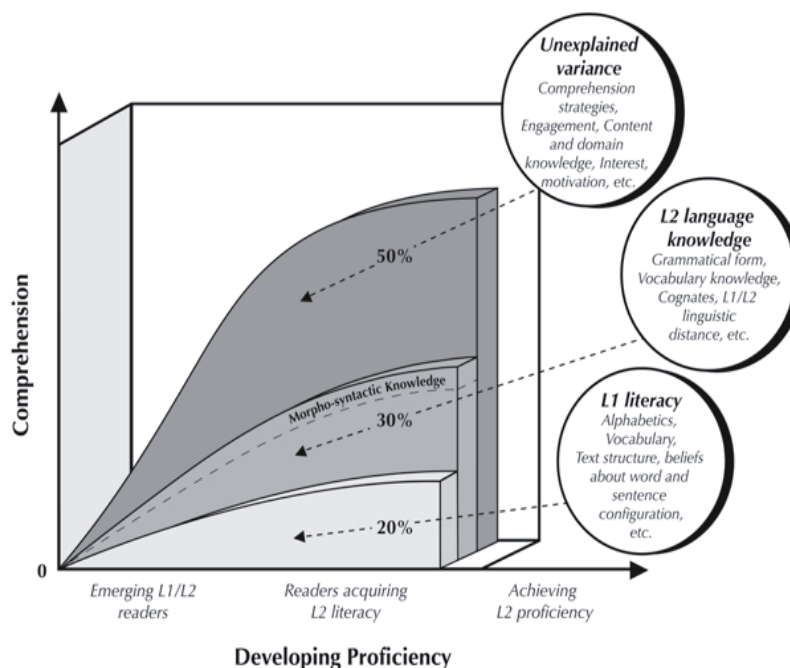 Unexplained
variance
Comprehension
strategies,
Engagement, Content
and domain
knowledge, Interest,
motivation, etc.
L2 language
knowledge
Grammatical form,
Vocabulary knowledge,
Cognates, L1/L2
linguistic
distance, etc.
L1 literacy
Alphabetics,
Vocabulary,
Text structure, beliefs
about word and
sentence
configuration,
etc.
50%
Morpho-syntactic Knowledge
30%
20%
Comprehension
0
Emerging L1/L2
readers
Readers acquiring
L2 literacy
Achieving
L2 proficiency
Developing Proficiency